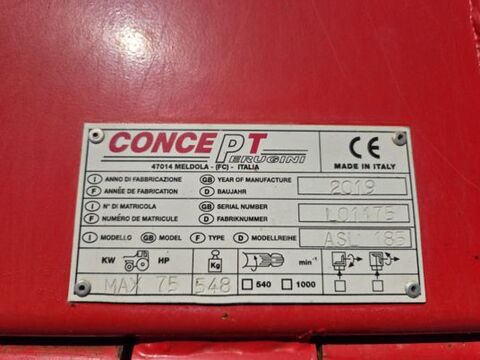 CONCEPT
PERUGINI
47014 MELDOLA - (FC) - ITALIA
CE
MADE IN ITALY
I ANNO DI FABBRICAZIONE GB YEAR OF MANUFACTURE 2019
F ANNÉE DE FABRICATION D BAUJAHR
I N° DI MATRICOLA GB SERIAL NUMBER L01175
F NUMÉRO DE MATRICULE D FABRIKNUMMER
I MODELLO GB MODEL F TYPE D MODELLREIHE ASL 185
KW HP Kg min-1
MAX 75 548 540 1000